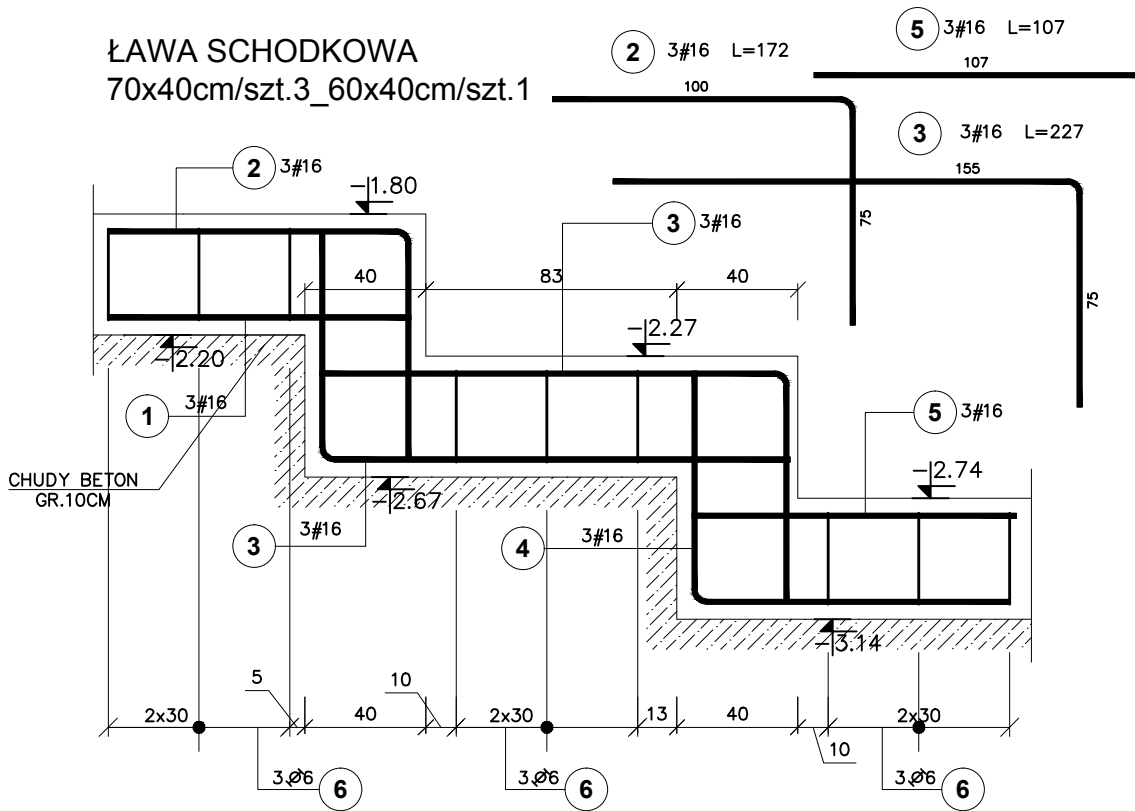 ŁAWA SCHODKOWA
70x40cm/szt.3_60x40cm/szt.1
2 3#16 L=172
100
75
5 3#16 L=107
107
3 3#16 L=227
155
75
2 3#16
-1.80
3 3#16
40 83 40
-2.27
-2.20
1 3#16
5 3#16
CHUDY BETON
GR.10CM
-2.67
-2.74
3 3#16
4 3#16
-3.14
5 10
2x30 40 2x30 13 40 2x30
10
3ø6 6 3ø6 6 3ø6 6